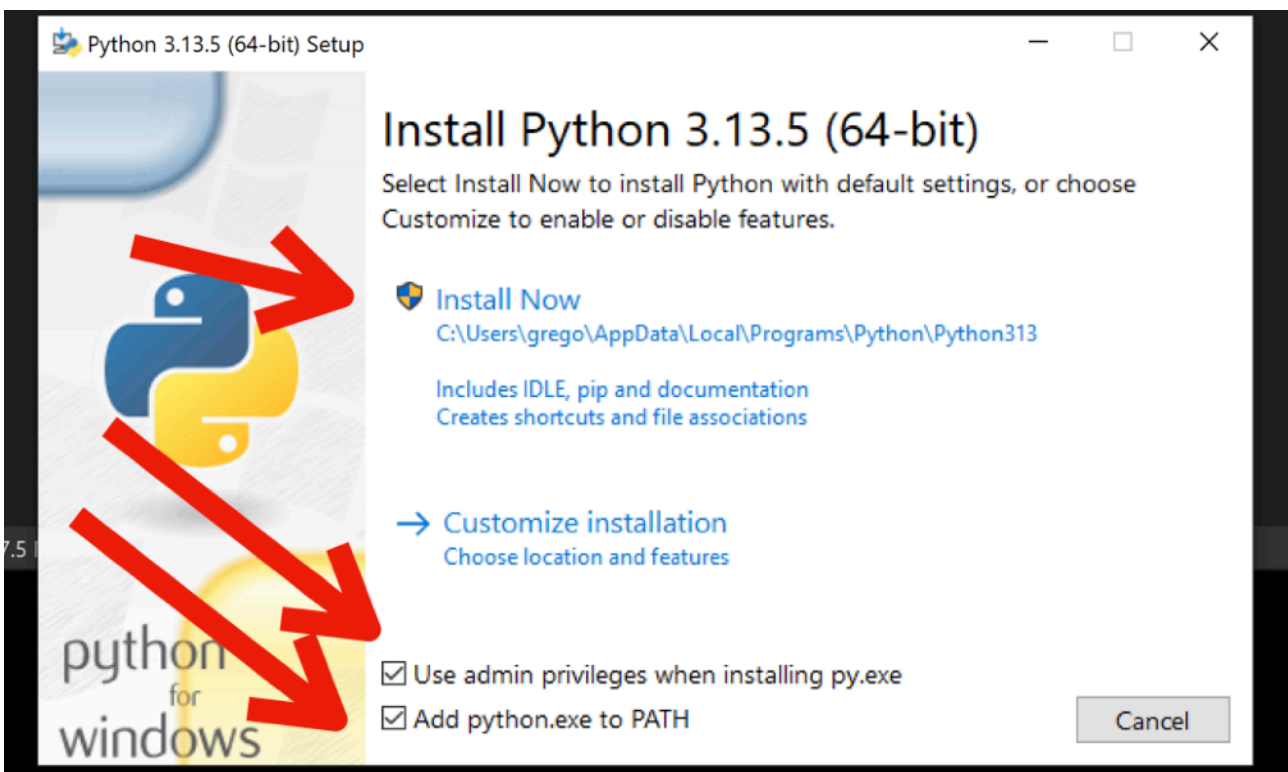 Python 3.13.5 (64-bit) Setup
Install Python 3.13.5 (64-bit)
Select Install Now to install Python with default settings, or choose
Customize to enable or disable features.
Install Now
C:\Users\grego\AppData\Local\Programs\Python\Python313
Includes IDLE, pip and documentation
Creates shortcuts and file associations
Customize installation
Choose location and features
7.5
python
for
windows
Use admin privileges when installing py.exe
Add python.exe to PATH
Cancel